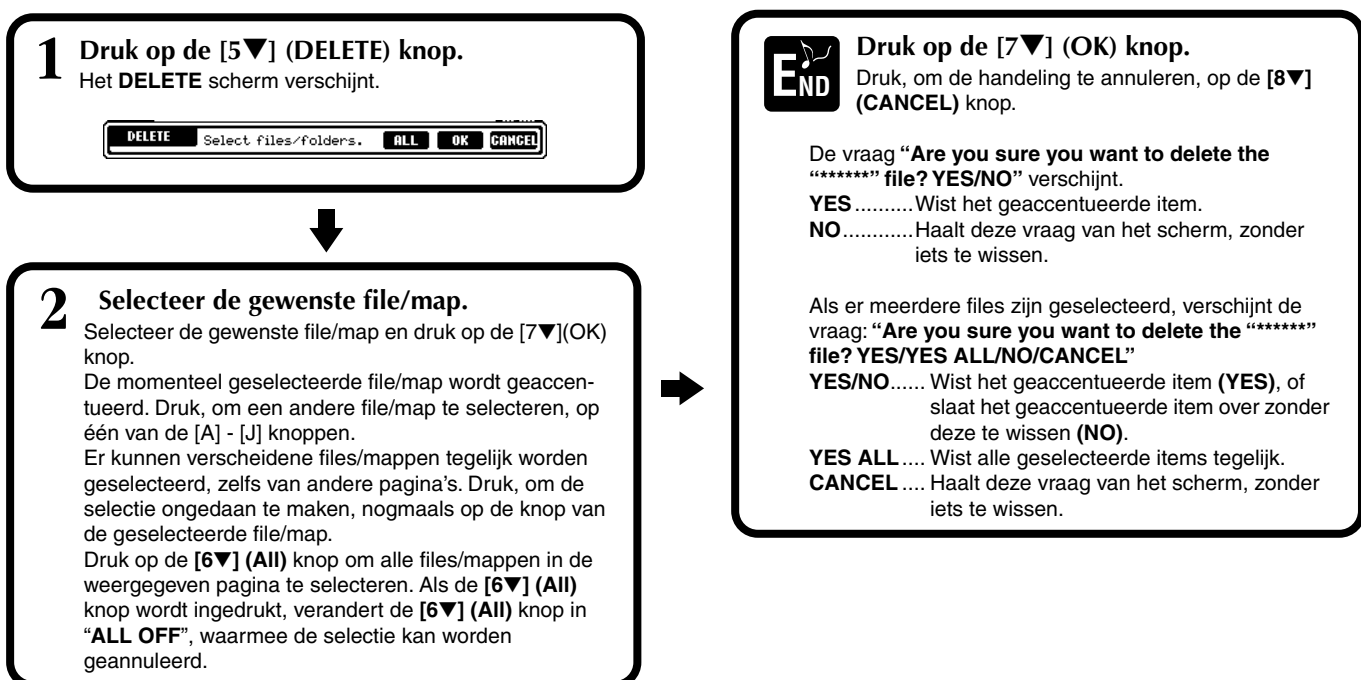 1 Druk op de [5▼] (DELETE) knop.
Het DELETE scherm verschijnt.
DELETE Select files/folders. ALL OK CANCEL
2 Selecteer de gewenste file/map.
Selecteer de gewenste file/map en druk op de [7▼](OK)
knop.
De momenteel geselecteerde file/map wordt geaccen-
tueerd. Druk, om een andere file/map te selecteren, op
één van de [A] - [J] knoppen.
Er kunnen verscheidene files/mappen tegelijk worden
geselecteerd, zelfs van andere pagina's. Druk, om de
selectie ongedaan te maken, nogmaals op de knop van
de geselecteerde file/map.
Druk op de [6▼] (All) knop om alle files/mappen in de
weergegeven pagina te selecteren. Als de [6▼] (All)
knop wordt ingedrukt, verandert de [6▼] (All) knop in
“ALL OFF”, waarmee de selectie kan worden
geannuleerd.
END Druk op de [7▼] (OK) knop.
Druk, om de handeling te annuleren, op de [8▼]
(CANCEL) knop.
De vraag “Are you sure you want to delete the
“******” file? YES/NO” verschijnt.
YES..........Wist het geaccentueerde item.
NO............Haalt deze vraag van het scherm, zonder
iets te wissen.
Als er meerdere files zijn geselecteerd, verschijnt de
vraag: “Are you sure you want to delete the “******”
file? YES/YES ALL/NO/CANCEL”
YES/NO...... Wist het geaccentueerde item (YES), of
slaat het geaccentueerde item over zonder
deze te wissen (NO).
YES ALL.... Wist alle geselecteerde items tegelijk.
CANCEL.... Haalt deze vraag van het scherm, zonder
iets te wissen.